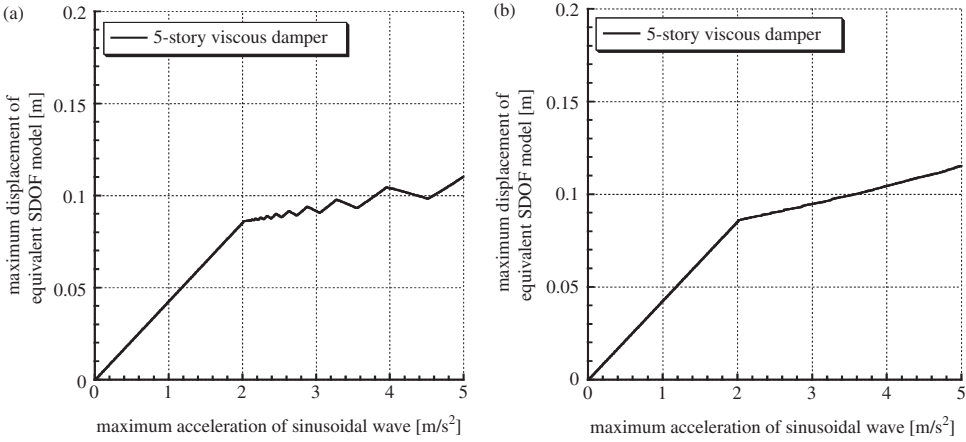 (a)
0.2
5-story viscous damper
0.15
0.1
0.05
0
0 1 2 3 4 5
maximum displacement of
equivalent SDOF model [m]
maximum acceleration of sinusoidal wave [m/s²]
(b)
0.2
5-story viscous damper
0.15
0.1
0.05
0
0 1 2 3 4 5
maximum displacement of
equivalent SDOF model [m]
maximum acceleration of sinusoidal wave [m/s²]